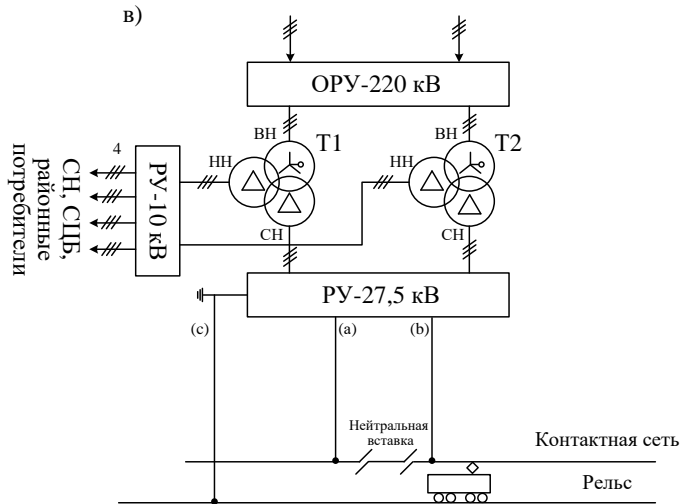 в)
ОРУ-220 кВ
ВН
Т1
ВН
Т2
НН
НН
4
СН, СЦБ,
районные
потребители
РУ-10 кВ
СН
СН
РУ-27,5 кВ
(c)
(a)
(b)
Нейтральная
вставка
Контактная сеть
Рельс